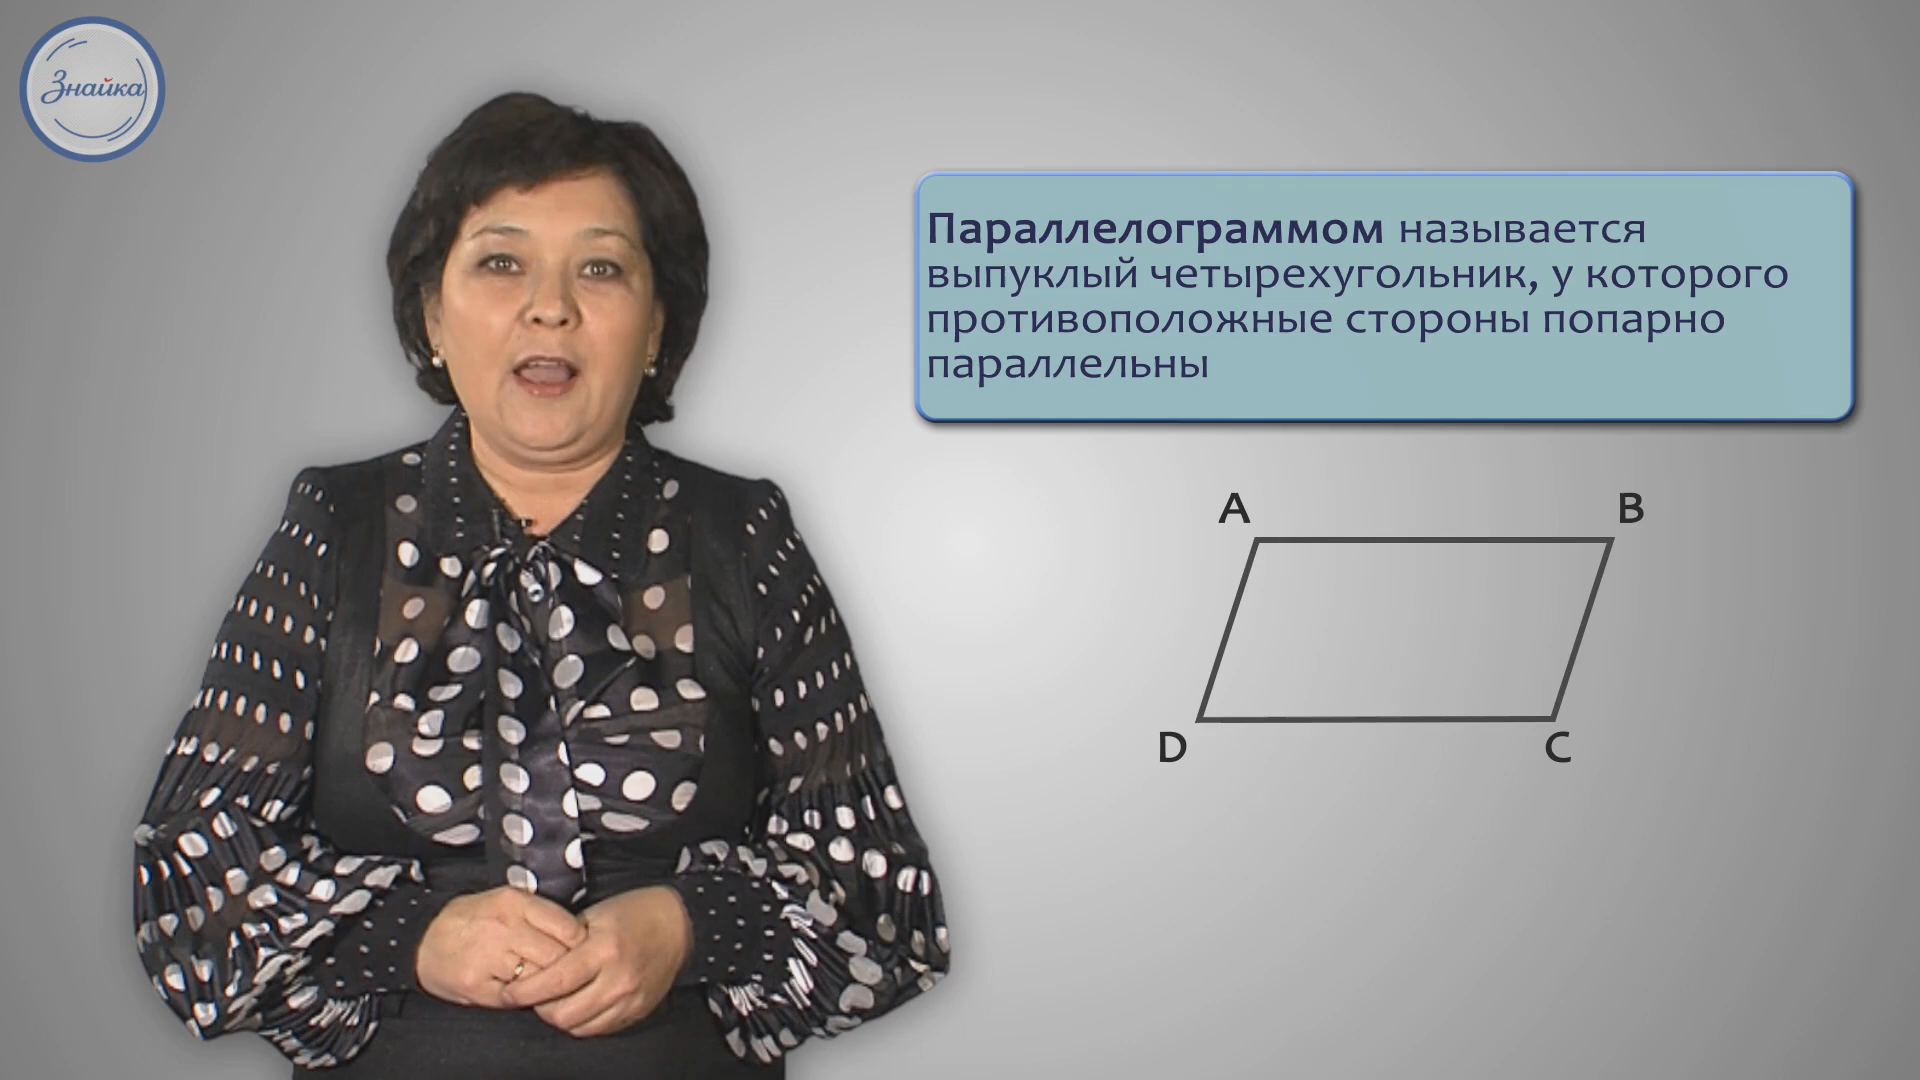 Знайка
Параллелограммом называется
выпуклый четырехугольник, у которого
противоположные стороны попарно
параллельны
A B
D C